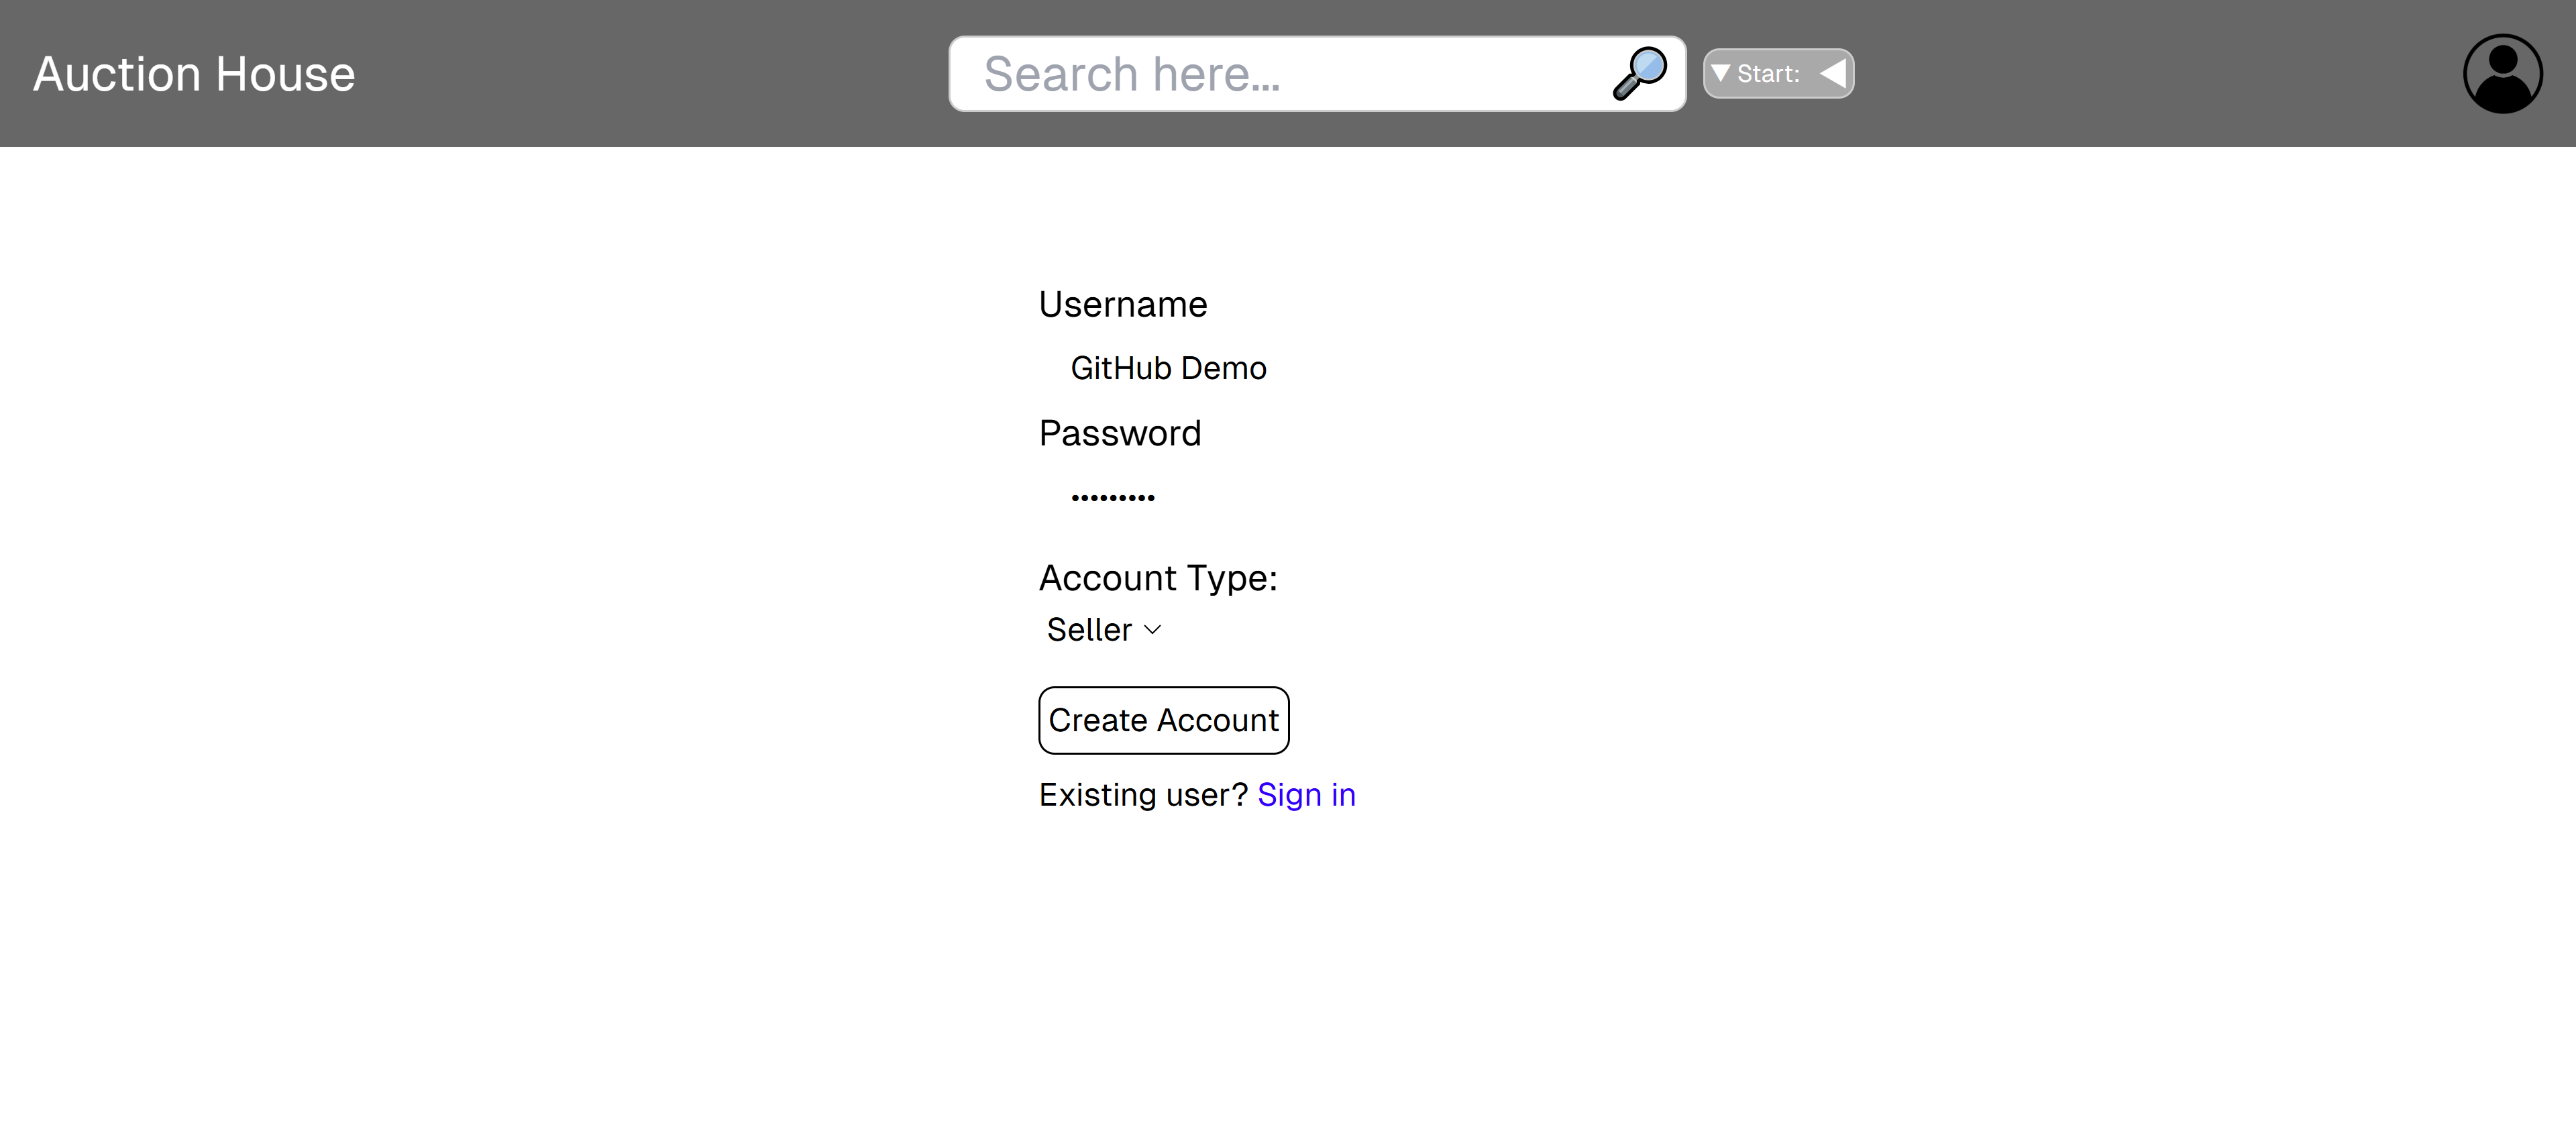 Auction House
Search here...
▼ Start: ◀
Username
GitHub Demo
Password
•••••••••
Account Type:
Seller
Create Account
Existing user? Sign in